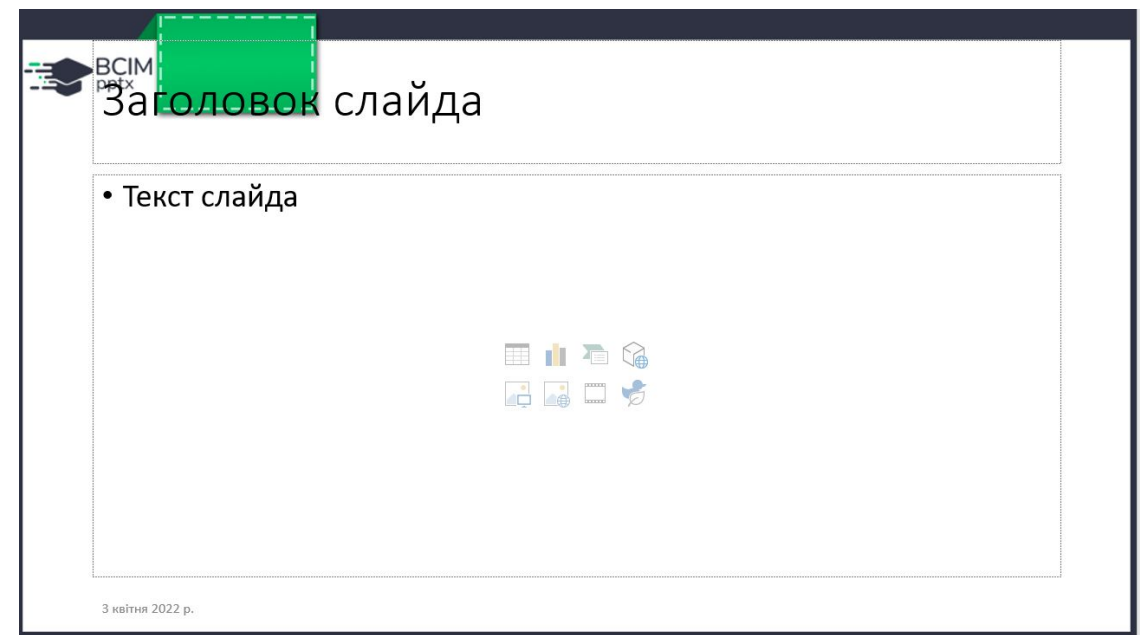 ВСІМ
pptx
Заголовок слайда
• Текст слайда
3 квітня 2022 р.